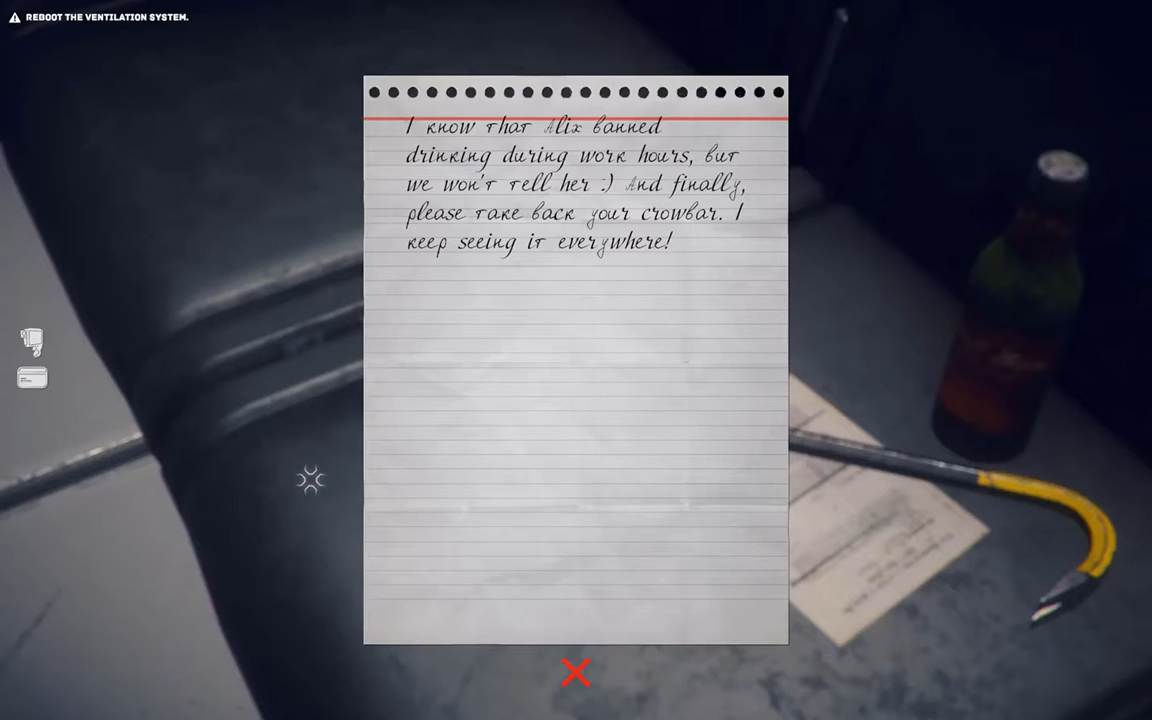 REBOOT THE VENTILATION SYSTEM.
I know that Alix banned
drinking during work hours, but
we won't tell her :) And finally,
please take back your crowbar. I
keep seeing it everywhere!